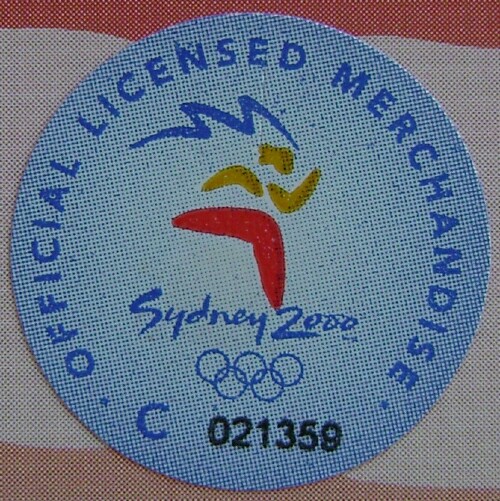 · OFFICIAL LICENSED MERCHANDISE ·
Sydney 2000
C 021359